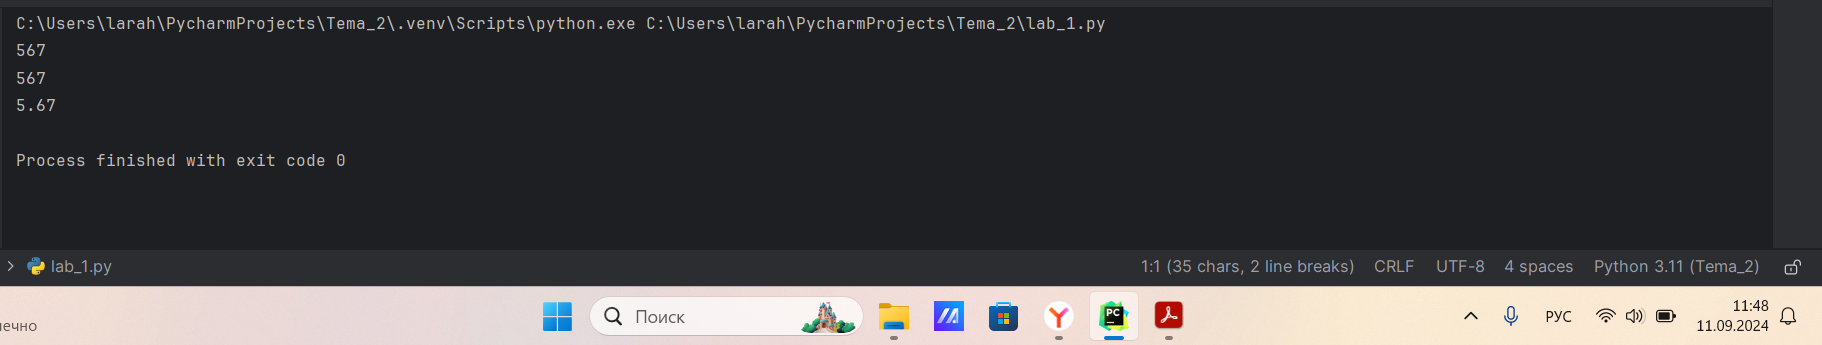 C:\Users\larah\PycharmProjects\Tema_2\.venv\Scripts\python.exe C:\Users\larah\PycharmProjects\Tema_2\lab_1.py
567
567
5.67
Process finished with exit code 0
lab_1.py
1:1 (35 chars, 2 line breaks) CRLF UTF-8 4 spaces Python 3.11 (Tema_2)
Поиск
PC
РУС
11:48
11.09.2024